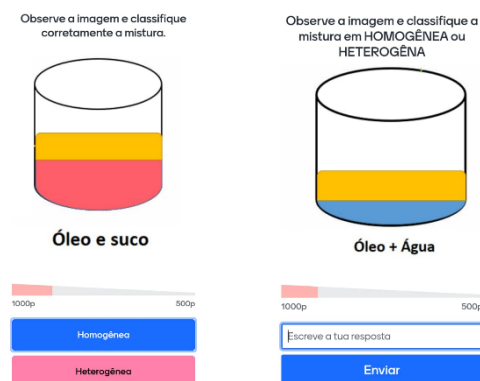 Observe a imagem e classifique
corretamente a mistura.
Óleo e suco
1000p
500p
Homogênea
Heterogênea
Observe a imagem e classifique a
mistura em HOMOGÊNEA ou
HETEROGÊNA
Óleo + Água
1000p
500p
Escreve a tua resposta
Enviar